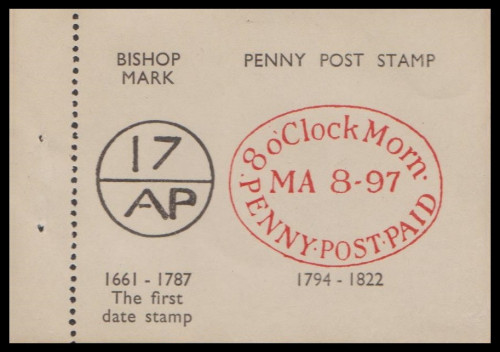 BISHOP
MARK
17
AP
1661 - 1787
The first
date stamp
PENNY POST STAMP
8 o'Clock Morn.
MA 8-97
PENNY·POST·PAID
1794 - 1822